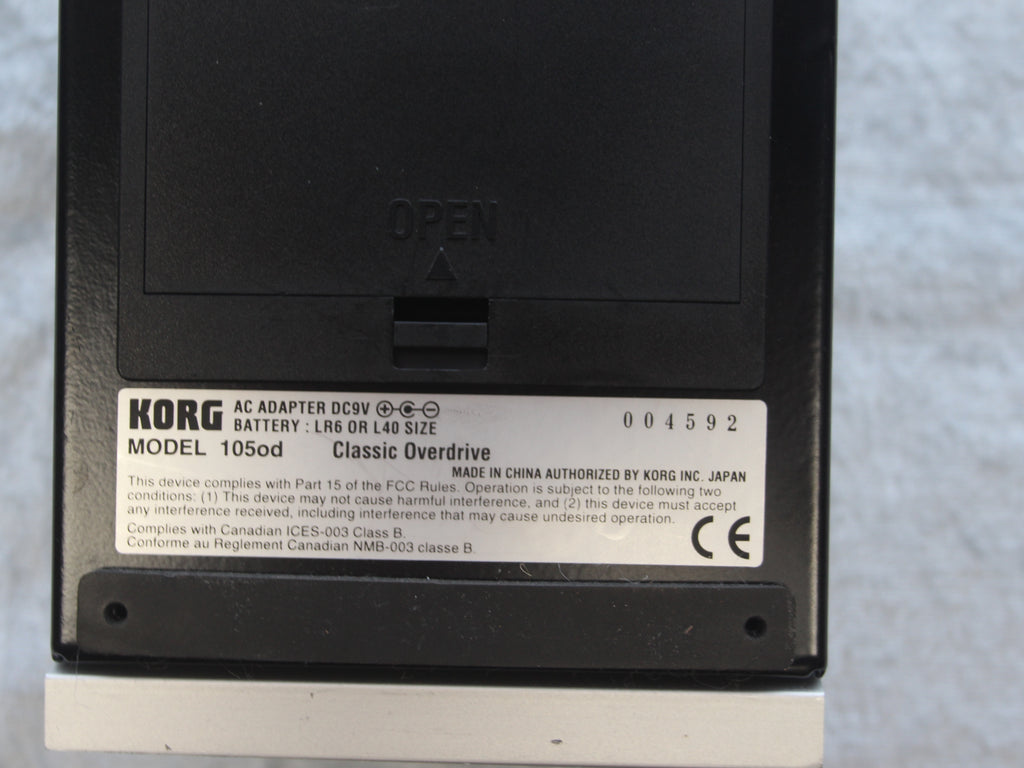 OPEN
KORG AC ADAPTER DC9V
BATTERY : LR6 OR L40 SIZE
004592
MODEL 105od Classic Overdrive
MADE IN CHINA AUTHORIZED BY KORG INC. JAPAN
This device complies with Part 15 of the FCC Rules. Operation is subject to the following two
conditions: (1) This device may not cause harmful interference, and (2) this device must accept
any interference received, including interference that may cause undesired operation.
Complies with Canadian ICES-003 Class B.
Conforme au Reglement Canadian NMB-003 classe B.
CE